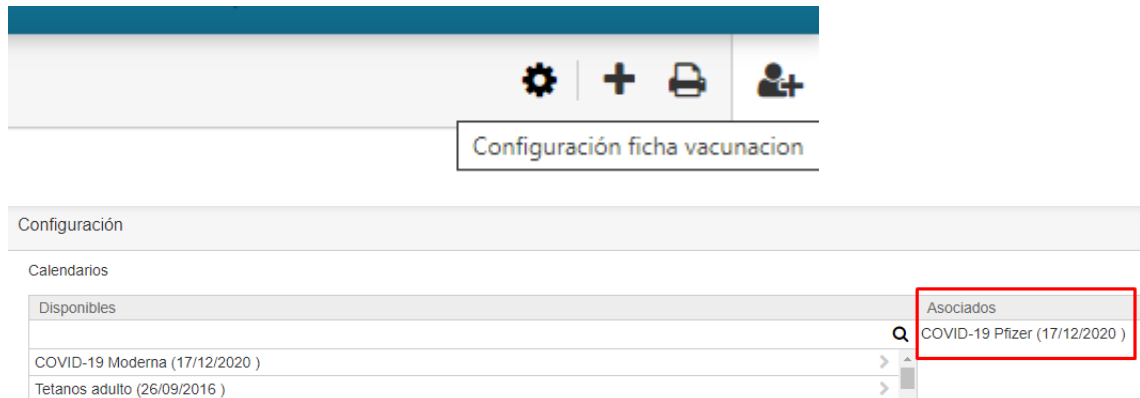 Configuración ficha vacunacion
Configuración
Calendarios
Disponibles
Asociados
COVID-19 Pfizer (17/12/2020 )
COVID-19 Moderna (17/12/2020 )
Tetanos adulto (26/09/2016 )